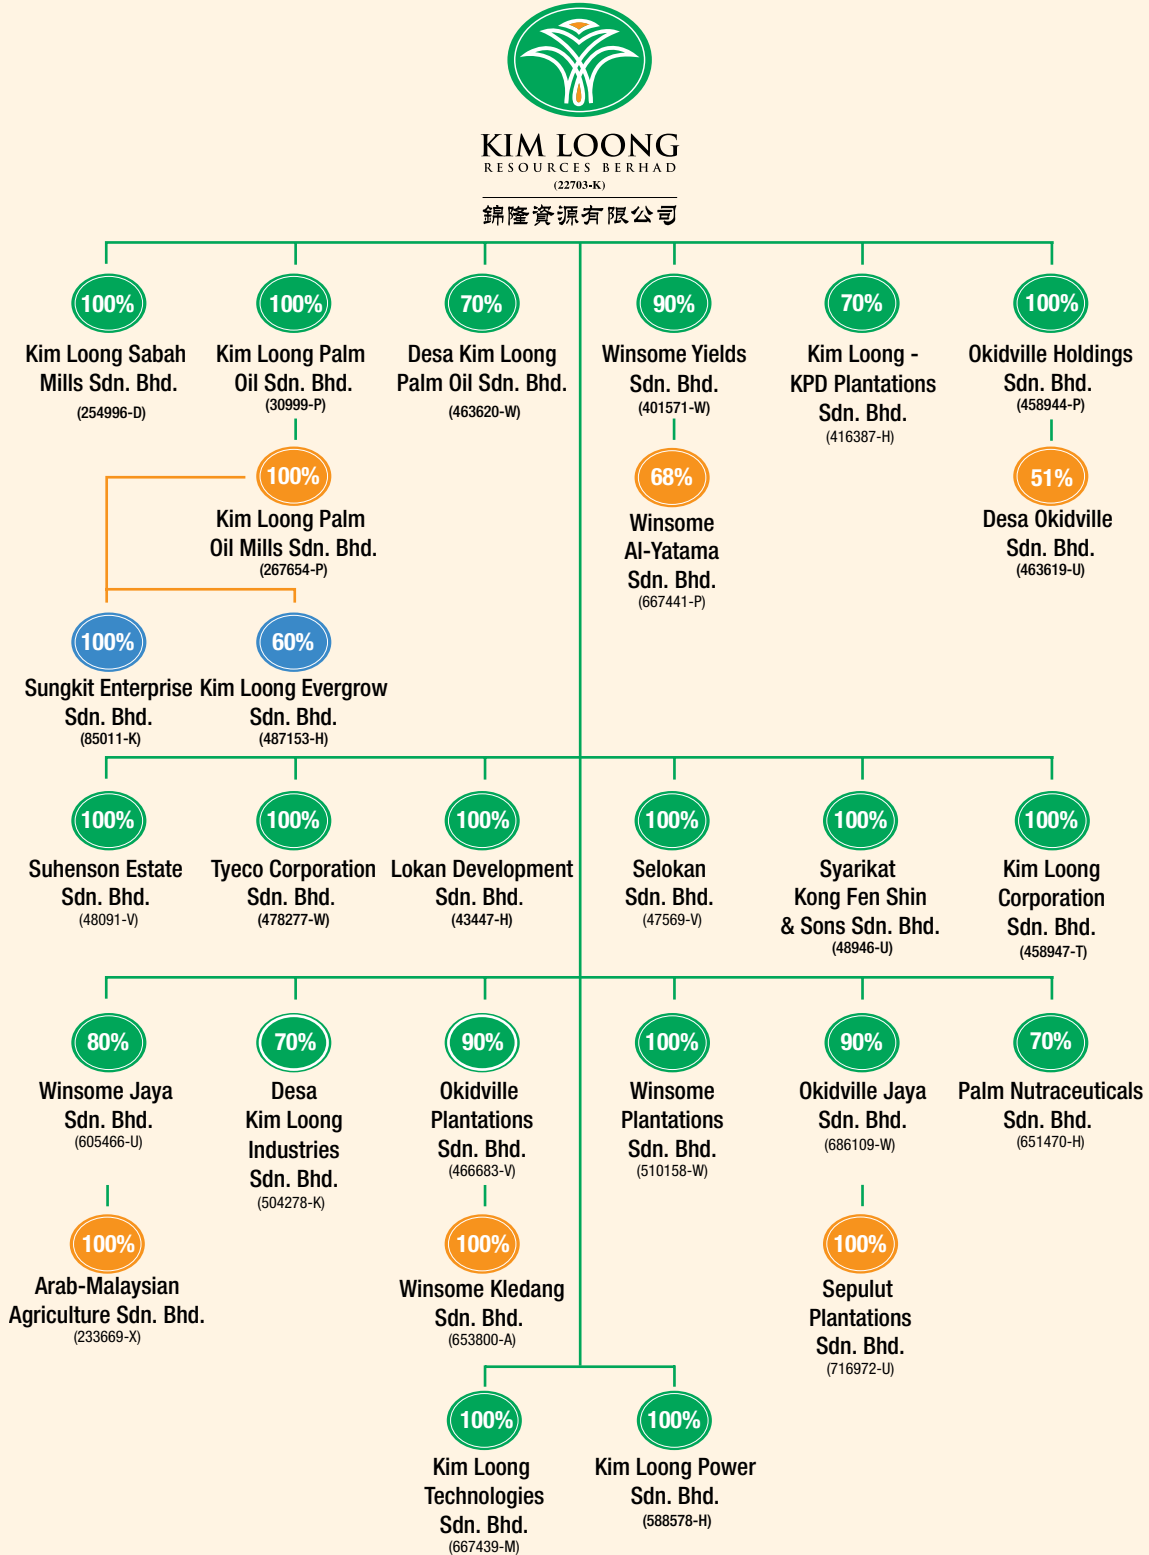 KIM LOONG
RESOURCES BERHAD
(22703-K)
錦隆資源有限公司
100%
Kim Loong Sabah
Mills Sdn. Bhd.
(254996-D)
100%
Kim Loong Palm
Oil Sdn. Bhd.
(30999-P)
70%
Desa Kim Loong
Palm Oil Sdn. Bhd.
(463620-W)
90%
Winsome Yields
Sdn. Bhd.
(401571-W)
70%
Kim Loong -
KPD Plantations
Sdn. Bhd.
(416387-H)
100%
Okidville Holdings
Sdn. Bhd.
(458944-P)
100%
Kim Loong Palm
Oil Mills Sdn. Bhd.
(267654-P)
68%
Winsome
Al-Yatama
Sdn. Bhd.
(667441-P)
51%
Desa Okidville
Sdn. Bhd.
(463619-U)
100%
Sungkit Enterprise
Sdn. Bhd.
(85011-K)
60%
Kim Loong Evergrow
Sdn. Bhd.
(487153-H)
100%
Suhenson Estate
Sdn. Bhd.
(48091-V)
100%
Tyeco Corporation
Sdn. Bhd.
(478277-W)
100%
Lokan Development
Sdn. Bhd.
(43447-H)
100%
Selokan
Sdn. Bhd.
(47569-V)
100%
Syarikat
Kong Fen Shin
& Sons Sdn. Bhd.
(48946-U)
100%
Kim Loong
Corporation
Sdn. Bhd.
(458947-T)
80%
Winsome Jaya
Sdn. Bhd.
(605466-U)
70%
Desa
Kim Loong
Industries
Sdn. Bhd.
(504278-K)
90%
Okidville
Plantations
Sdn. Bhd.
(466683-V)
100%
Winsome
Plantations
Sdn. Bhd.
(510158-W)
90%
Okidville Jaya
Sdn. Bhd.
(686109-W)
70%
Palm Nutraceuticals
Sdn. Bhd.
(651470-H)
100%
Arab-Malaysian
Agriculture Sdn. Bhd.
(233669-X)
100%
Winsome Kledang
Sdn. Bhd.
(653800-A)
100%
Sepulut
Plantations
Sdn. Bhd.
(716972-U)
100%
Kim Loong
Technologies
Sdn. Bhd.
(667439-M)
100%
Kim Loong Power
Sdn. Bhd.
(588578-H)